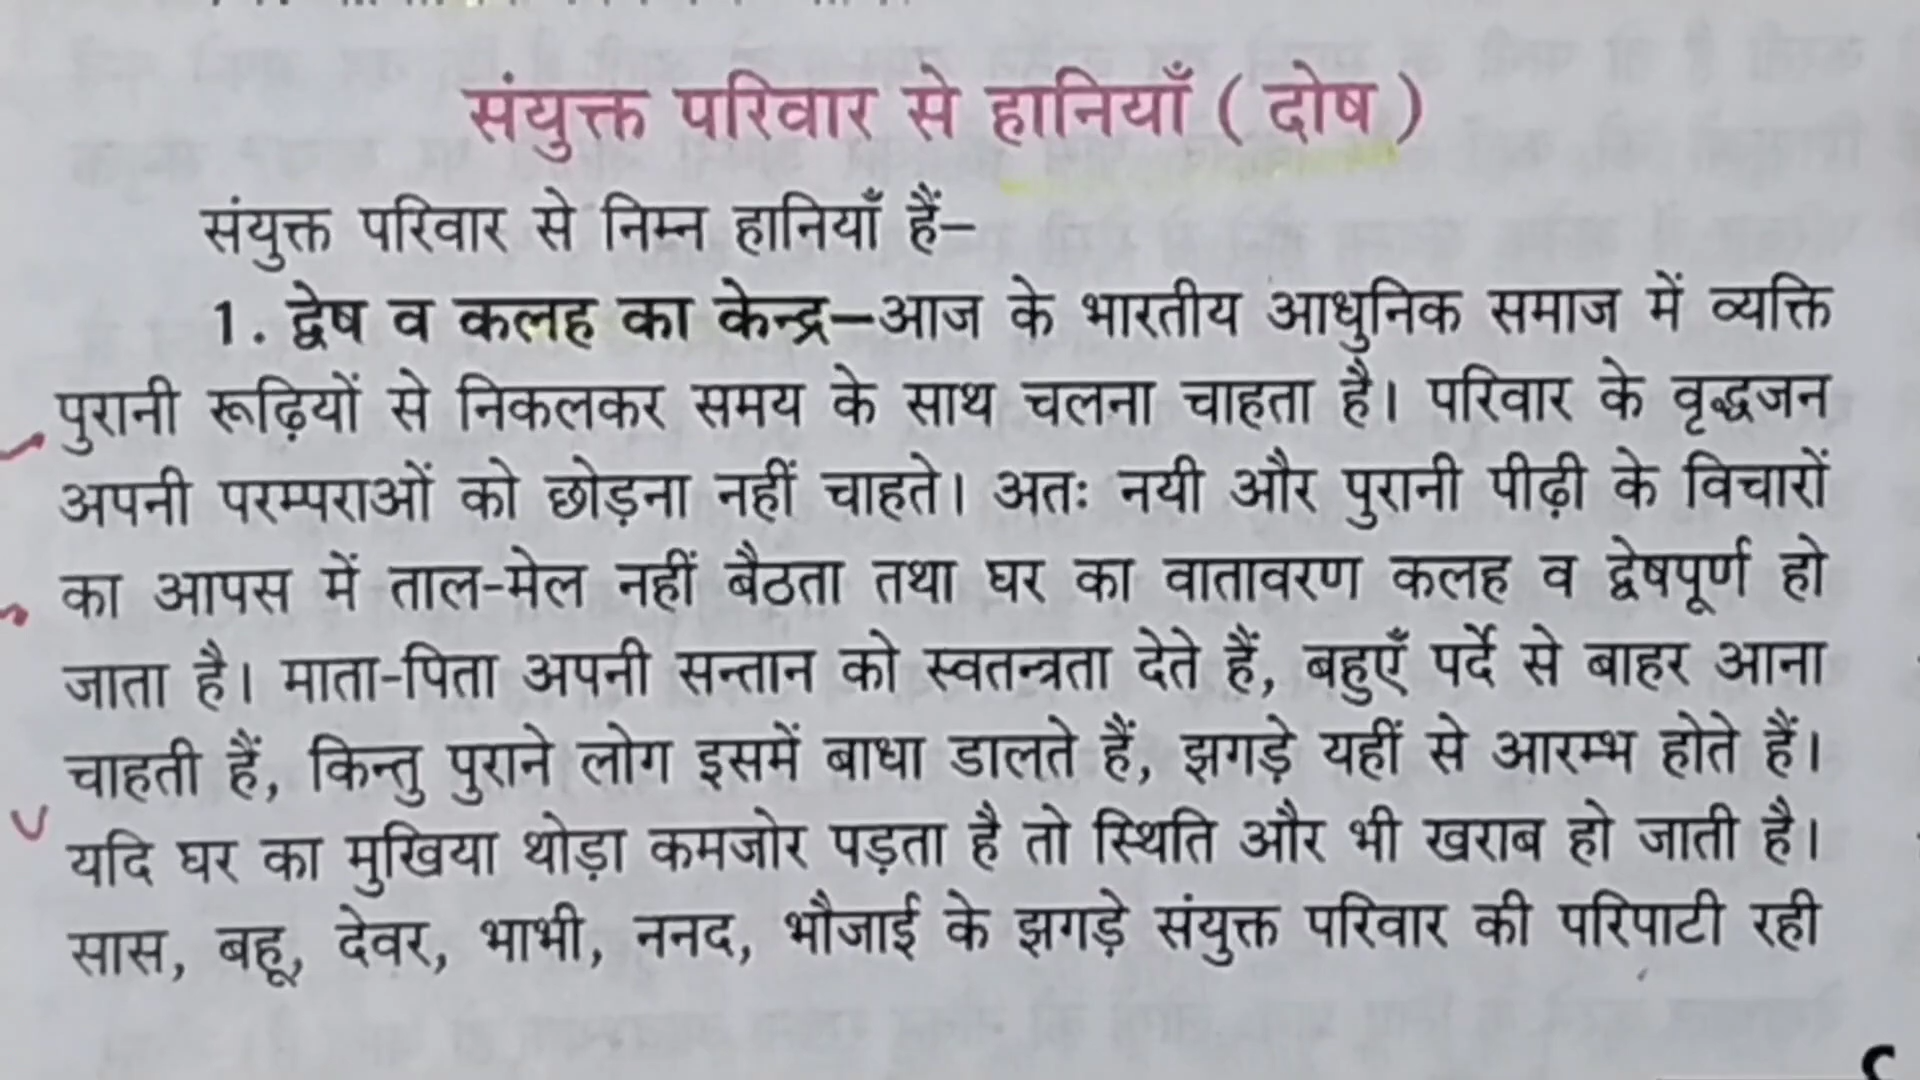 संयुक्त परिवार से हानियाँ ( दोष )
संयुक्त परिवार से निम्न हानियाँ हैं–
1. द्वेष व कलह का केन्द्र–आज के भारतीय आधुनिक समाज में व्यक्ति
पुरानी रूढ़ियों से निकलकर समय के साथ चलना चाहता है। परिवार के वृद्धजन
अपनी परम्पराओं को छोड़ना नहीं चाहते। अतः नयी और पुरानी पीढ़ी के विचारों
का आपस में ताल-मेल नहीं बैठता तथा घर का वातावरण कलह व द्वेषपूर्ण हो
जाता है। माता-पिता अपनी सन्तान को स्वतन्त्रता देते हैं, बहुएँ पर्दे से बाहर आना
चाहती हैं, किन्तु पुराने लोग इसमें बाधा डालते हैं, झगड़े यहीं से आरम्भ होते हैं।
यदि घर का मुखिया थोड़ा कमजोर पड़ता है तो स्थिति और भी खराब हो जाती है।
सास, बहू, देवर, भाभी, ननद, भौजाई के झगड़े संयुक्त परिवार की परिपाटी रही